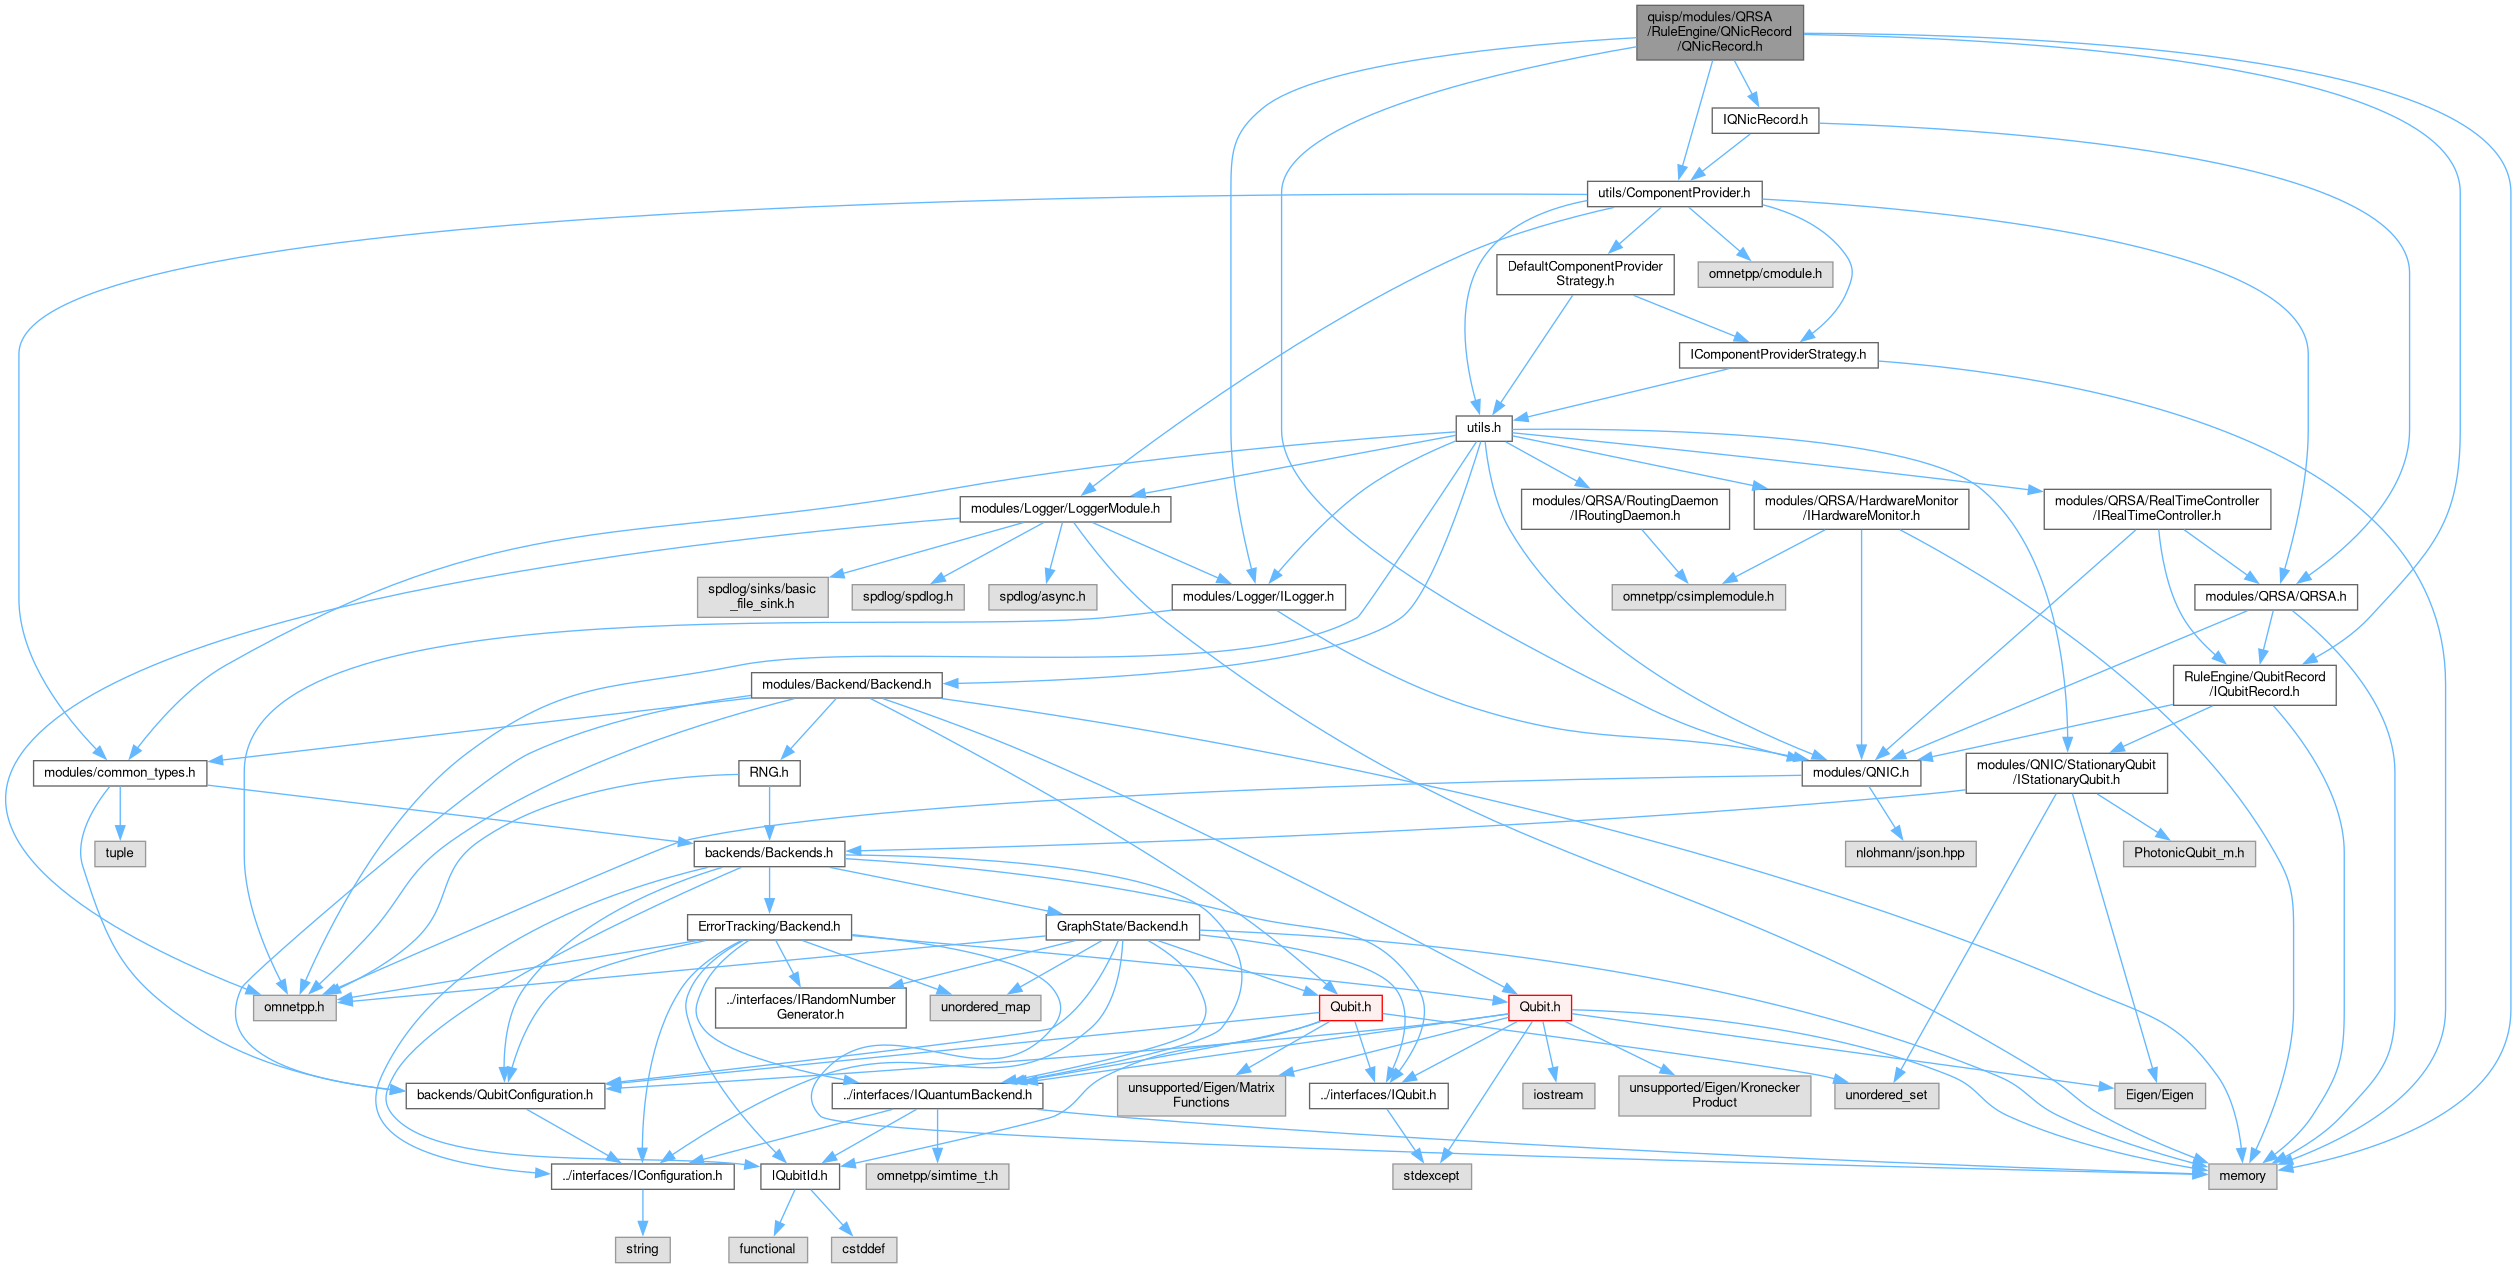 quisp/modules/QRSA
/RuleEngine/QNicRecord
/QNicRecord.h
IQNicRecord.h
utils/ComponentProvider.h
DefaultComponentProvider
Strategy.h
omnetpp/cmodule.h
IComponentProviderStrategy.h
utils.h
modules/Logger/LoggerModule.h
modules/QRSA/RoutingDaemon
/IRoutingDaemon.h
modules/QRSA/HardwareMonitor
/IHardwareMonitor.h
modules/QRSA/RealTimeController
/IRealTimeController.h
spdlog/sinks/basic
_file_sink.h
spdlog/spdlog.h
spdlog/async.h
modules/Logger/ILogger.h
omnetpp/csimplemodule.h
modules/QRSA/QRSA.h
modules/Backend/Backend.h
RuleEngine/QubitRecord
/IQubitRecord.h
modules/common_types.h
RNG.h
modules/QNIC.h
modules/QNIC/StationaryQubit
/IStationaryQubit.h
tuple
backends/Backends.h
nlohmann/json.hpp
PhotonicQubit_m.h
ErrorTracking/Backend.h
GraphState/Backend.h
omnetpp.h
../interfaces/IRandomNumber
Generator.h
unordered_map
Qubit.h
Qubit.h
backends/QubitConfiguration.h
../interfaces/IQuantumBackend.h
unsupported/Eigen/Matrix
Functions
../interfaces/IQubit.h
iostream
unsupported/Eigen/Kronecker
Product
unordered_set
Eigen/Eigen
../interfaces/IConfiguration.h
IQubitId.h
omnetpp/simtime_t.h
stdexcept
memory
string
functional
cstddef